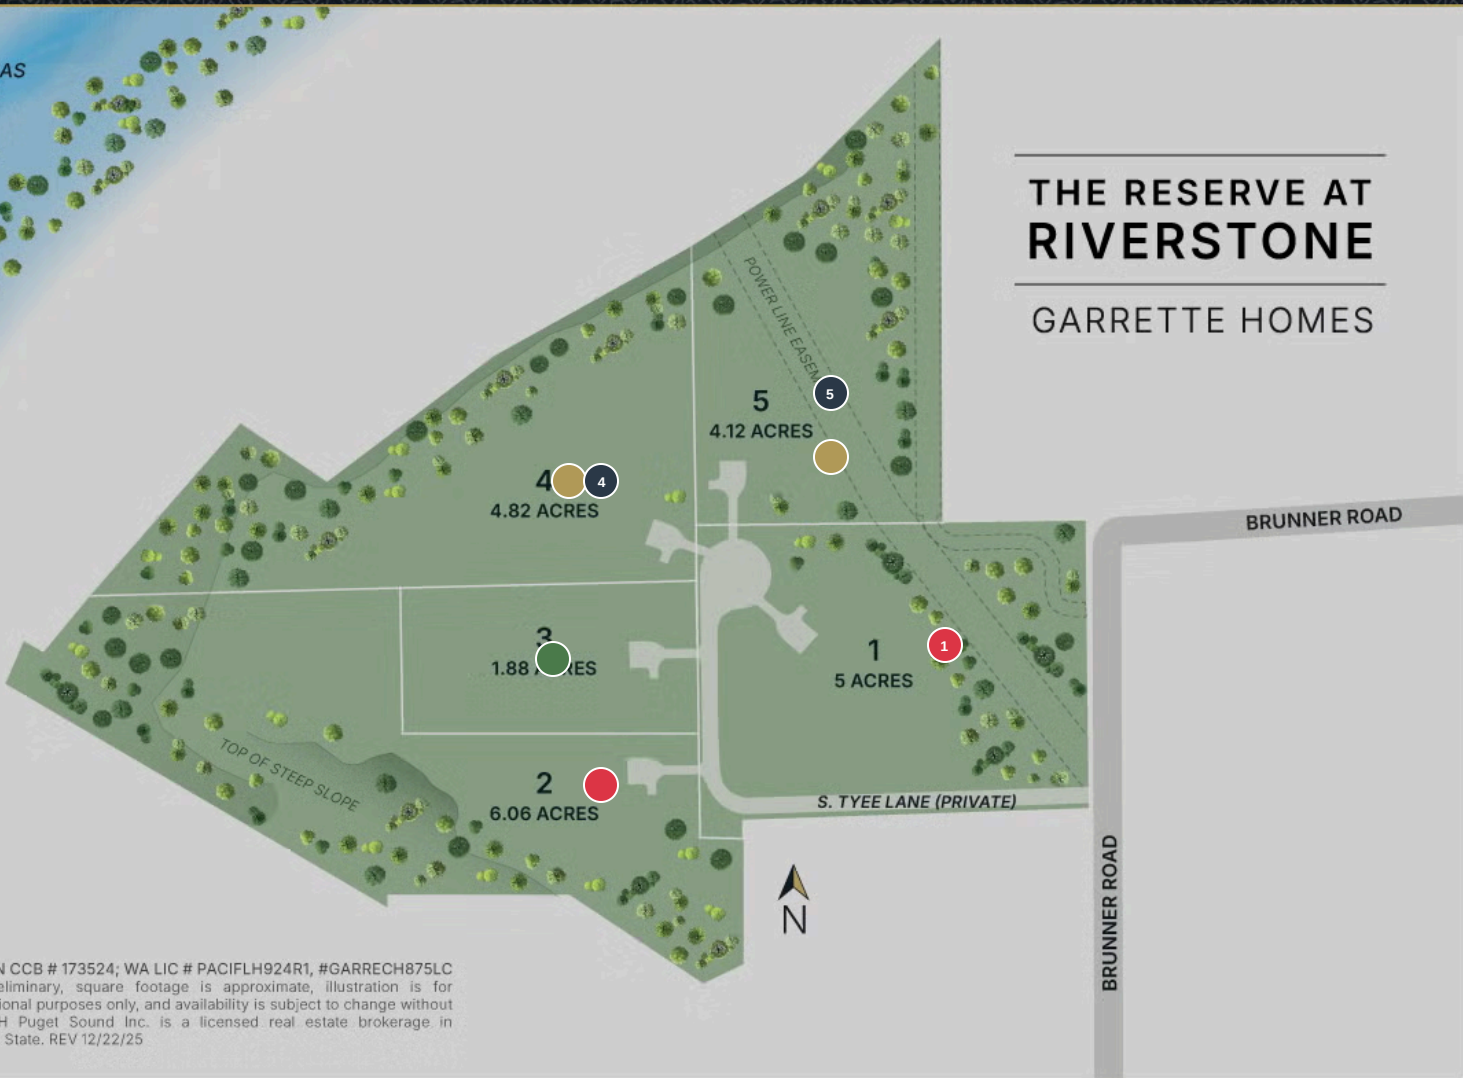 AS
THE RESERVE AT
RIVERSTONE
GARRETTE HOMES
POWER LINE
5
5
4.12 ACRES
4
4
4.82 ACRES
BRUNNER ROAD
3
1.88
1
1
5 ACRES
TOP OF STEEP SLOPE
2
6.06 ACRES
S. TYEE LANE (PRIVATE)
BRUNNER ROAD
N
N CCB # 173524; WA LIC # PACIFLH924R1, #GARRECH875LC
eliminary, square footage is approximate, illustration is for
ional purposes only, and availability is subject to change without
H Puget Sound Inc. is a licensed real estate brokerage in
State. REV 12/22/25